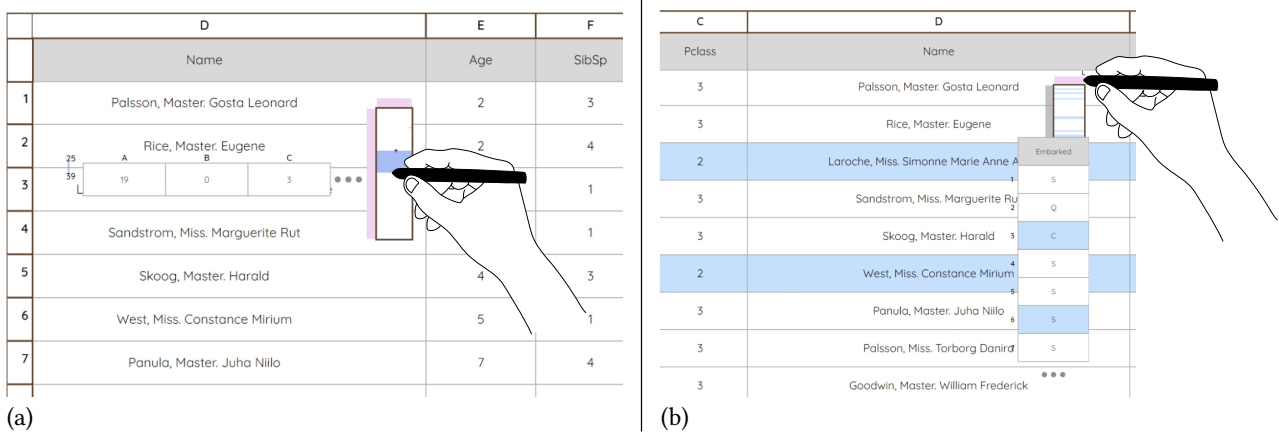 D E F
Name Age SibSp
1 Palsson, Master. Gosta Leonard 2 3
2 Rice, Master. Eugene 2 4
25 A B C
39 19 0 3
3 1
4 Sandstrom, Miss. Marguerite Rut 1
5 Skoog, Master. Harald 4 3
6 West, Miss. Constance Mirium 5 1
7 Panula, Master. Juha Niilo 7 4
(a)
C D
Pclass Name
3 Palsson, Master. Gosta Leonard
L
3 Rice, Master. Eugene
Embarked
2 Laroche, Miss. Simonne Marie Anne A
1 S
3 Sandstrom, Miss. Marguerite Ru
2 Q
3 Skoog, Master. Harald
3 C
4 S
2 West, Miss. Constance Mirium
5 S
3 Panula, Master. Juha Niilo
6 S
3 Palsson, Miss. Torborg Danira
7 S
3 Goodwin, Master. William Frederick
(b)